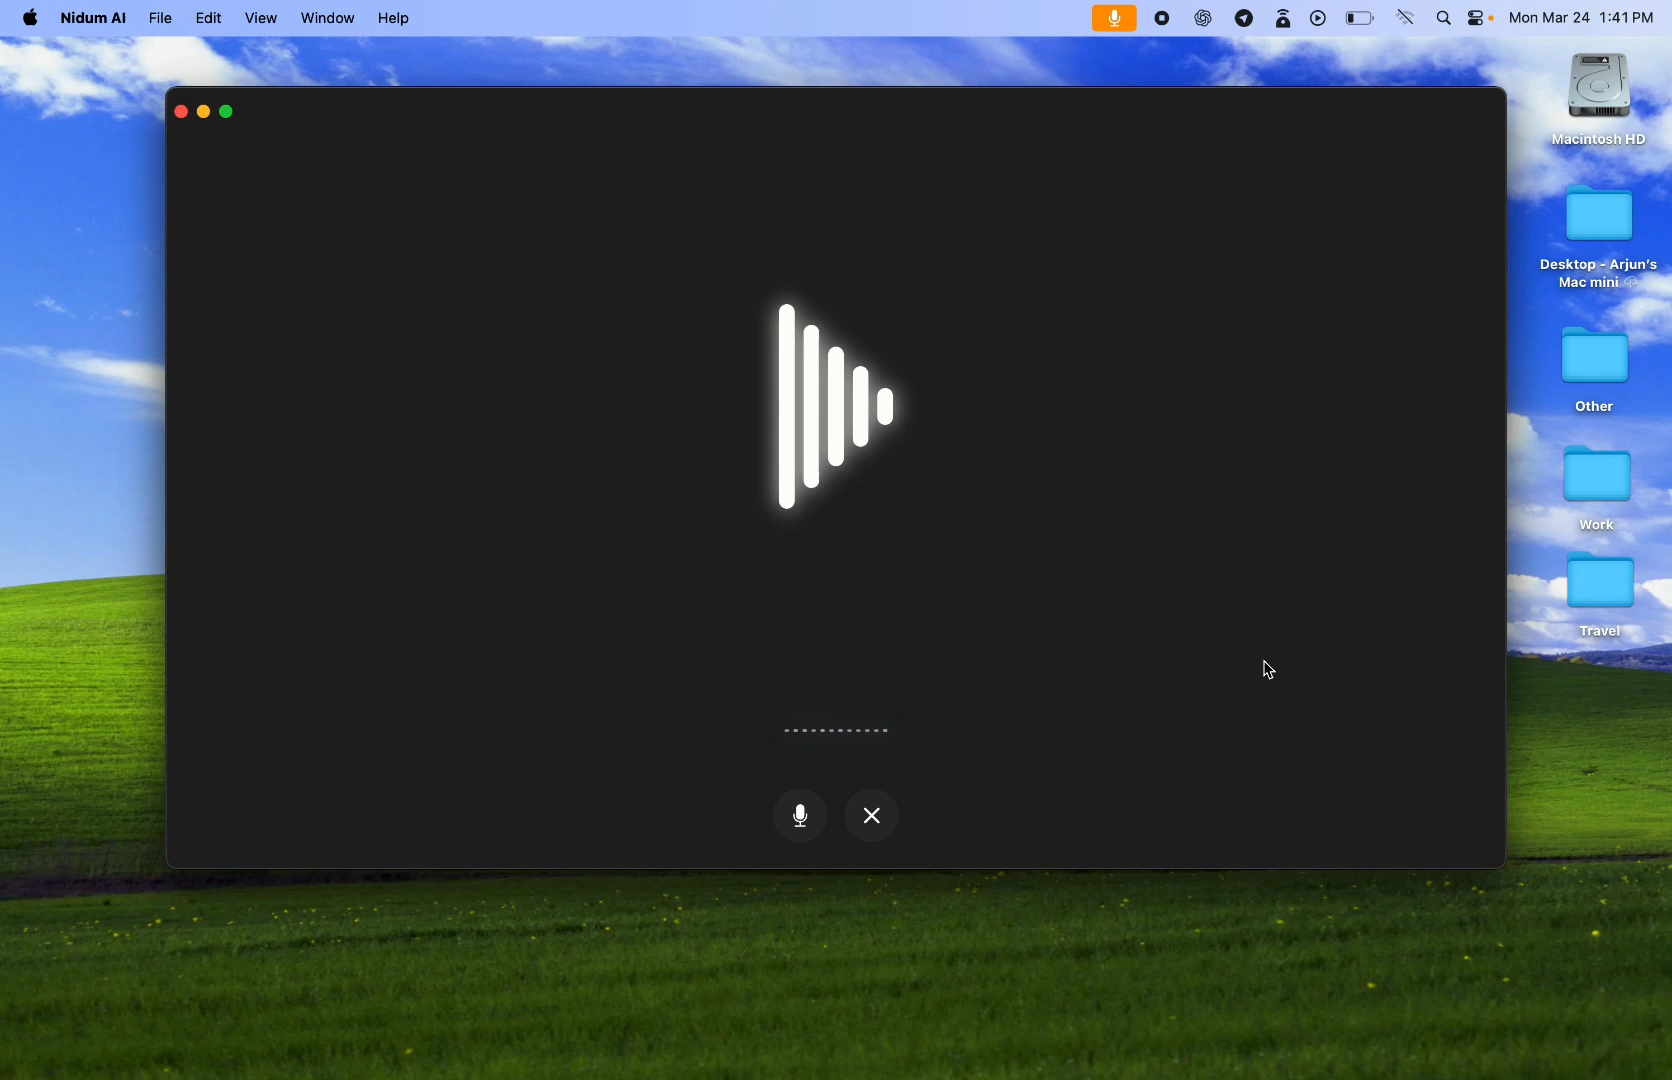 Nidum AI File Edit View Window Help Mon Mar 24 1:41 PM
Macintosh HD
Desktop - Arjun's
Mac mini
Other
Work
Travel